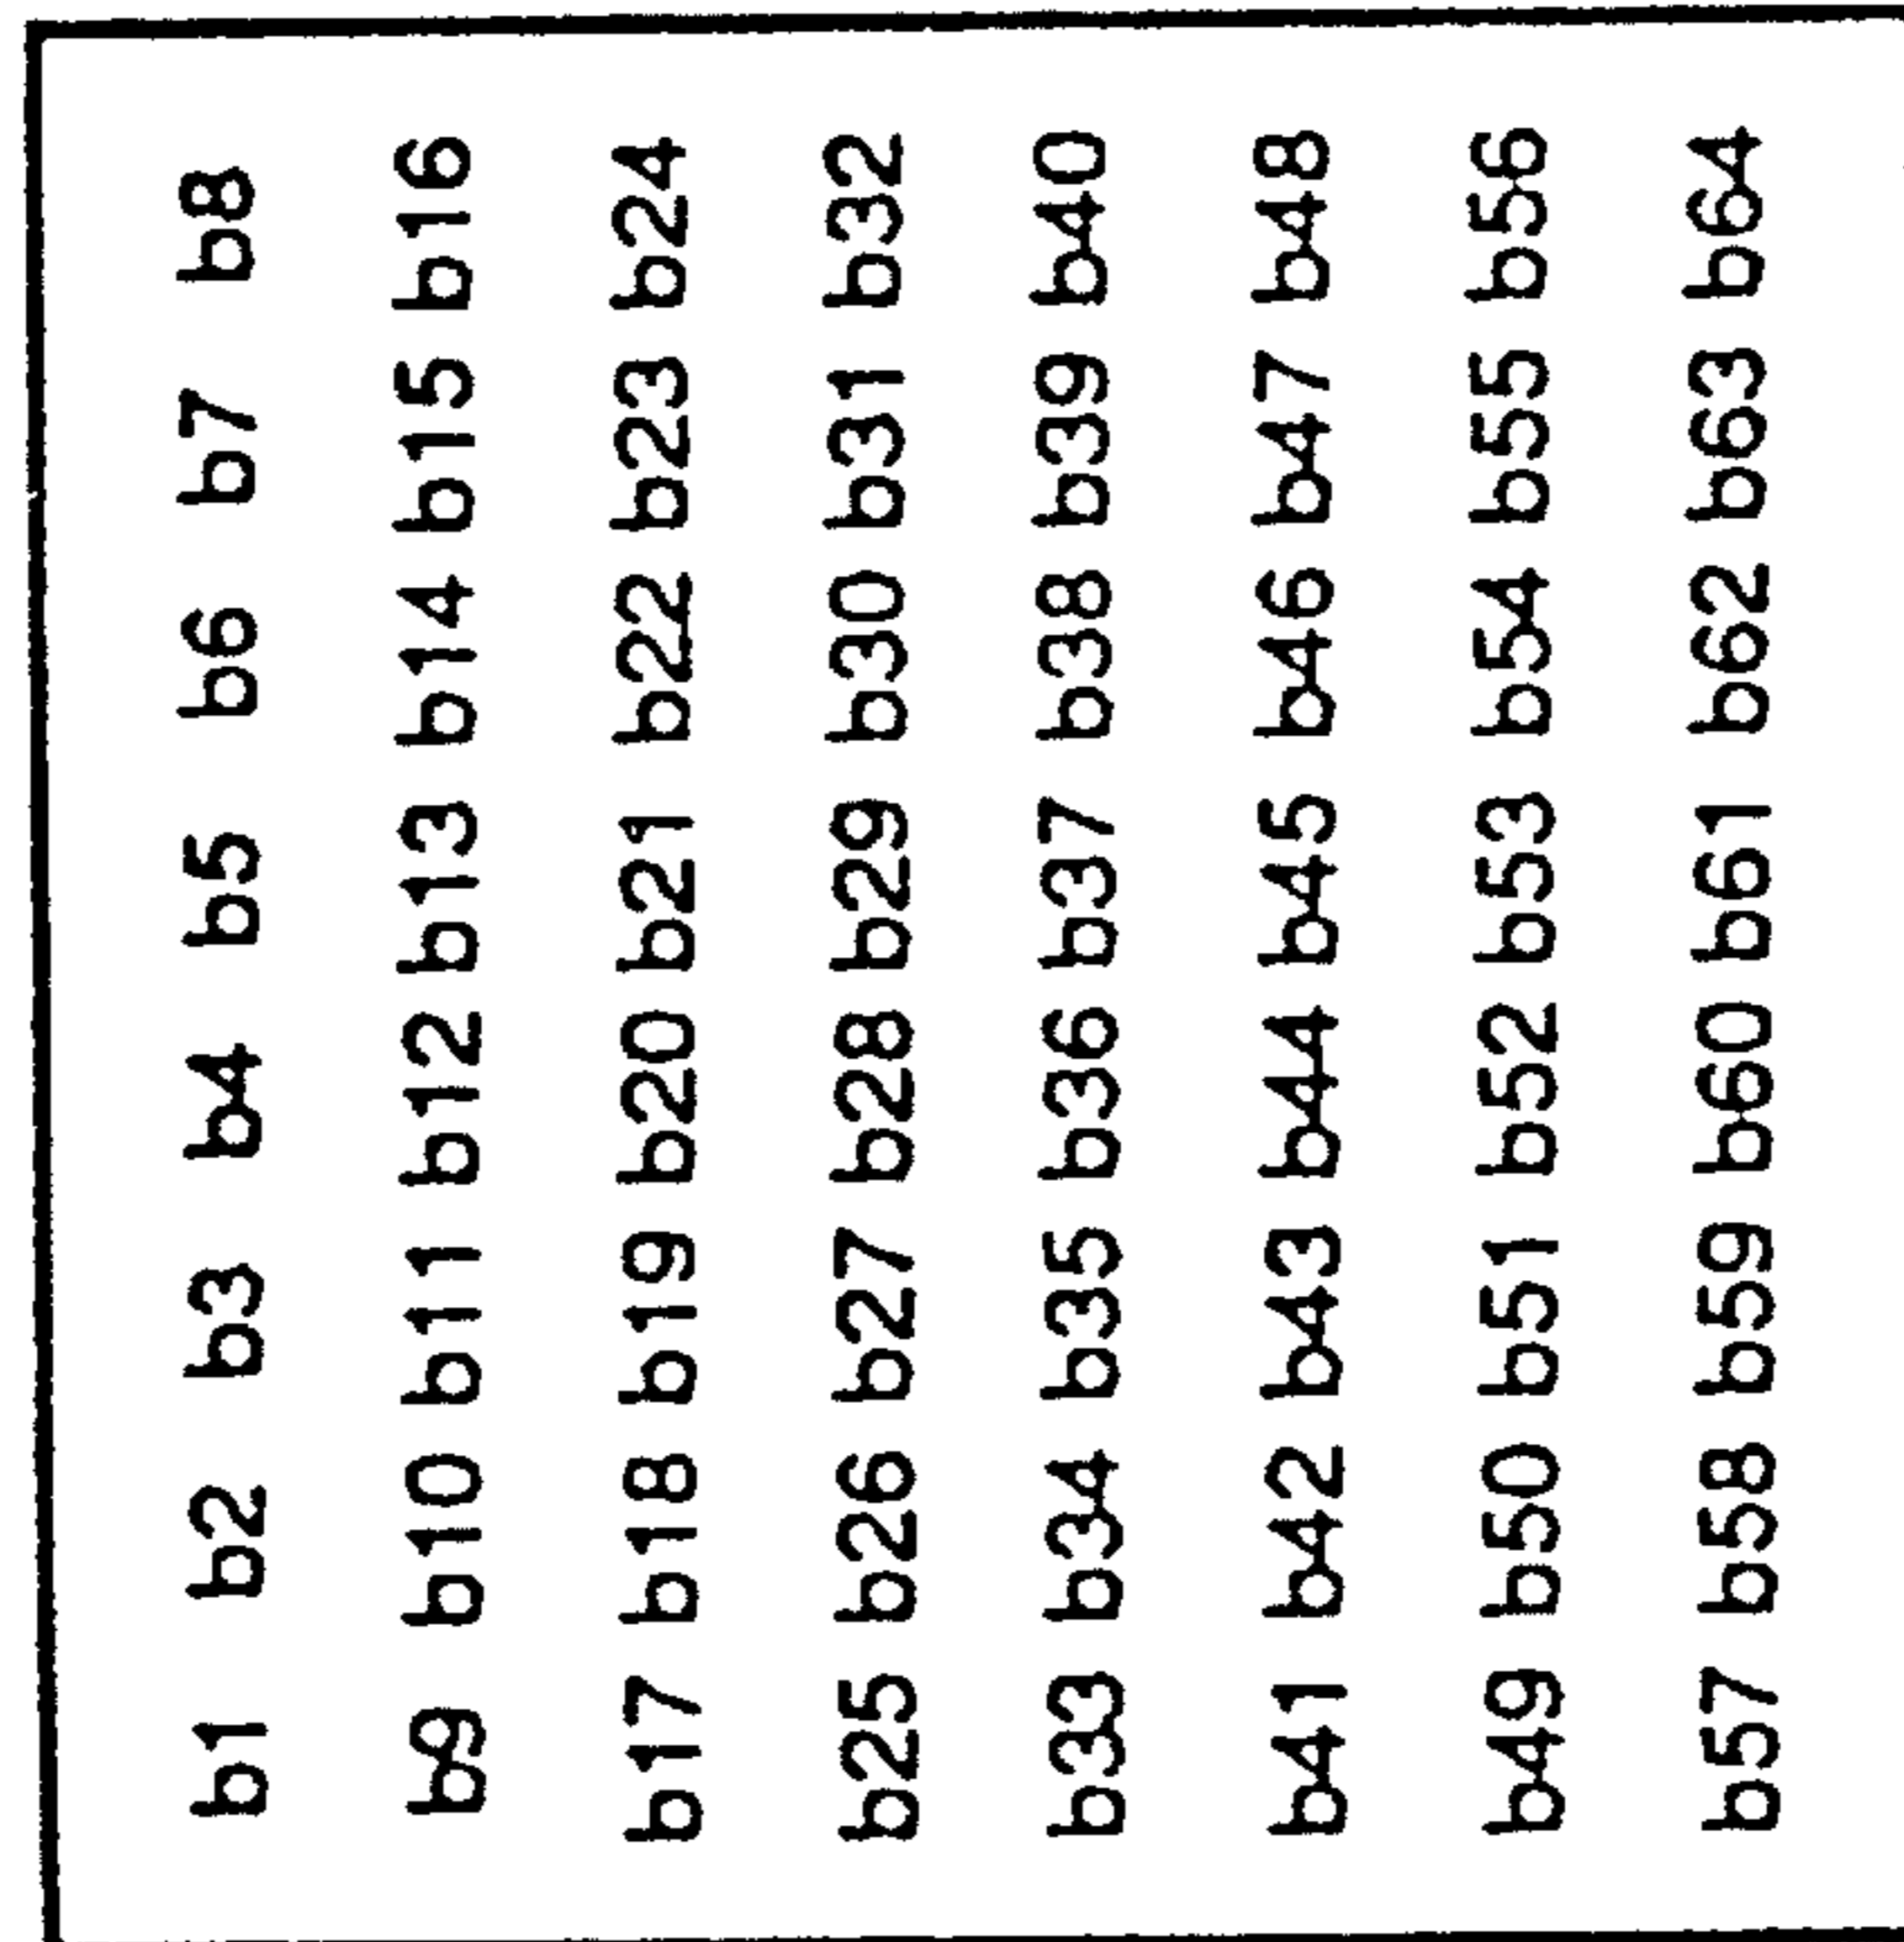 b1 b2 b3 b4 b5 b6 b7 b8
b9 b10 b11 b12 b13 b14 b15 b16
b17 b18 b19 b20 b21 b22 b23 b24
b25 b26 b27 b28 b29 b30 b31 b32
b33 b34 b35 b36 b37 b38 b39 b40
b41 b42 b43 b44 b45 b46 b47 b48
b49 b50 b51 b52 b53 b54 b55 b56
b57 b58 b59 b60 b61 b62 b63 b64